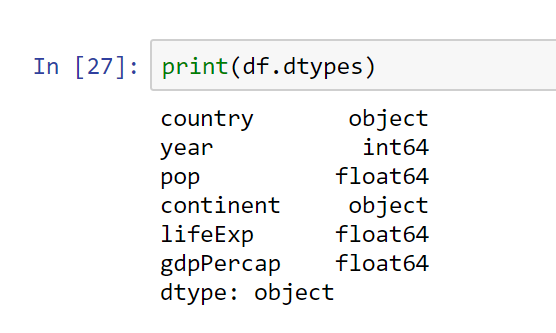 In [27]: print(df.dtypes)
country object
year int64
pop float64
continent object
lifeExp float64
gdpPercap float64
dtype: object